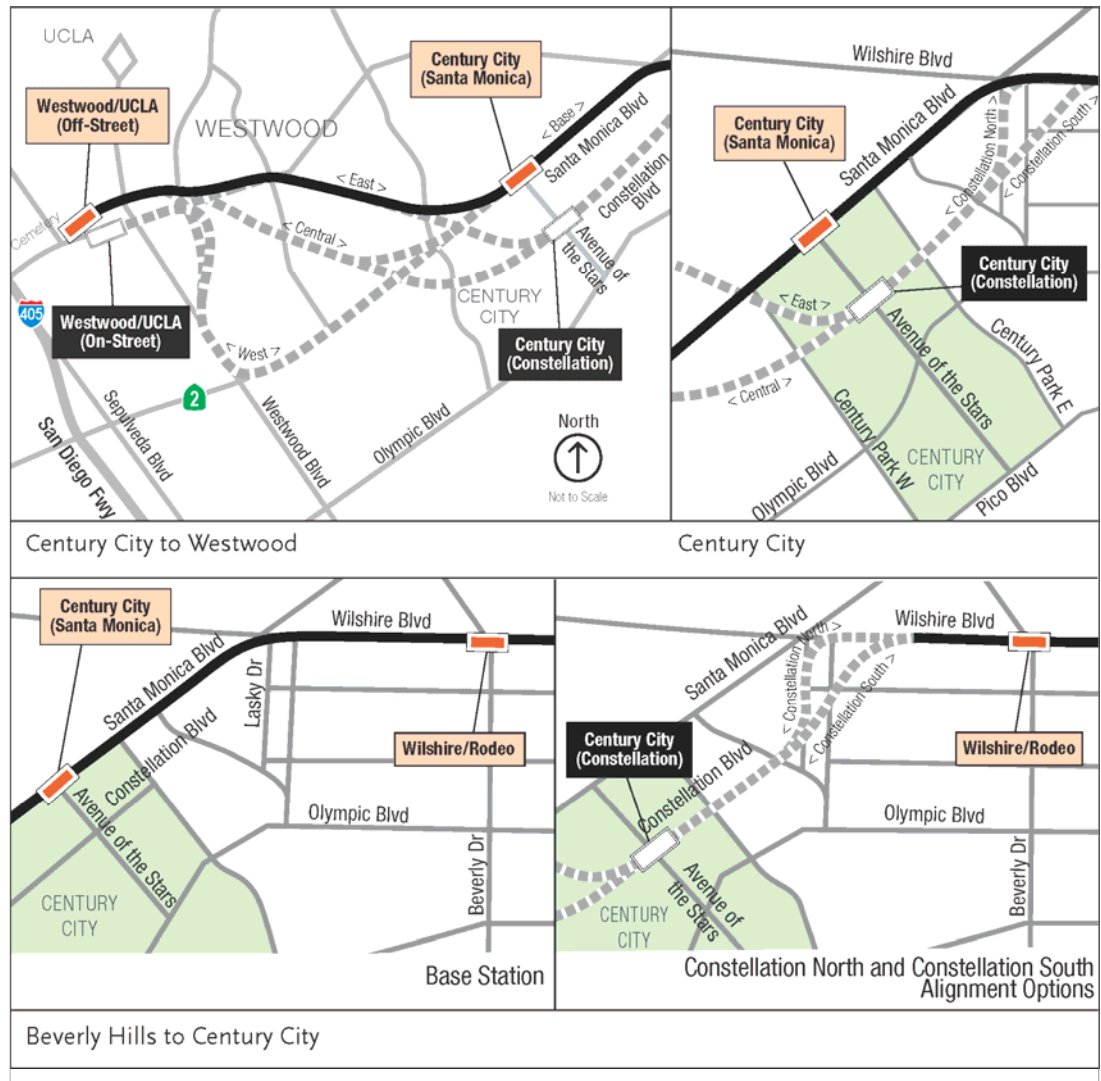 UCLA
Westwood/UCLA
(Off-Street)
WESTWOOD
Century City
(Santa Monica)
< Base >
Santa Monica Blvd
Constellation
Blvd
< East >
Cemetery
< Central >
Avenue of
the Stars
CENTURY
CITY
405
Westwood/UCLA
(On-Street)
< West >
Century City
(Constellation)
2
Sepulveda Blvd
San Diego Fwy
Westwood Blvd
Olympic Blvd
North
Not to Scale
Century City to Westwood
Wilshire Blvd
Century City
(Santa Monica)
Santa Monica Blvd
< Constellation North >
< Constellation South >
Century City
(Constellation)
< East >
< Central >
Avenue of the Stars
Century Park E
Century Park W
CENTURY
CITY
Olympic Blvd
Pico Blvd
Century City
Century City
(Santa Monica)
Wilshire Blvd
Santa Monica Blvd
Lasky Dr
Constellation Blvd
Wilshire/Rodeo
Avenue of the Stars
Olympic Blvd
Beverly Dr
CENTURY
CITY
Base Station
Santa Monica Blvd
Wilshire Blvd
< Constellation North >
< Constellation South >
Century City
(Constellation)
Constellation Blvd
Wilshire/Rodeo
Olympic Blvd
Avenue of
the Stars
Beverly Dr
CENTURY
CITY
Constellation North and Constellation South
Alignment Options
Beverly Hills to Century City